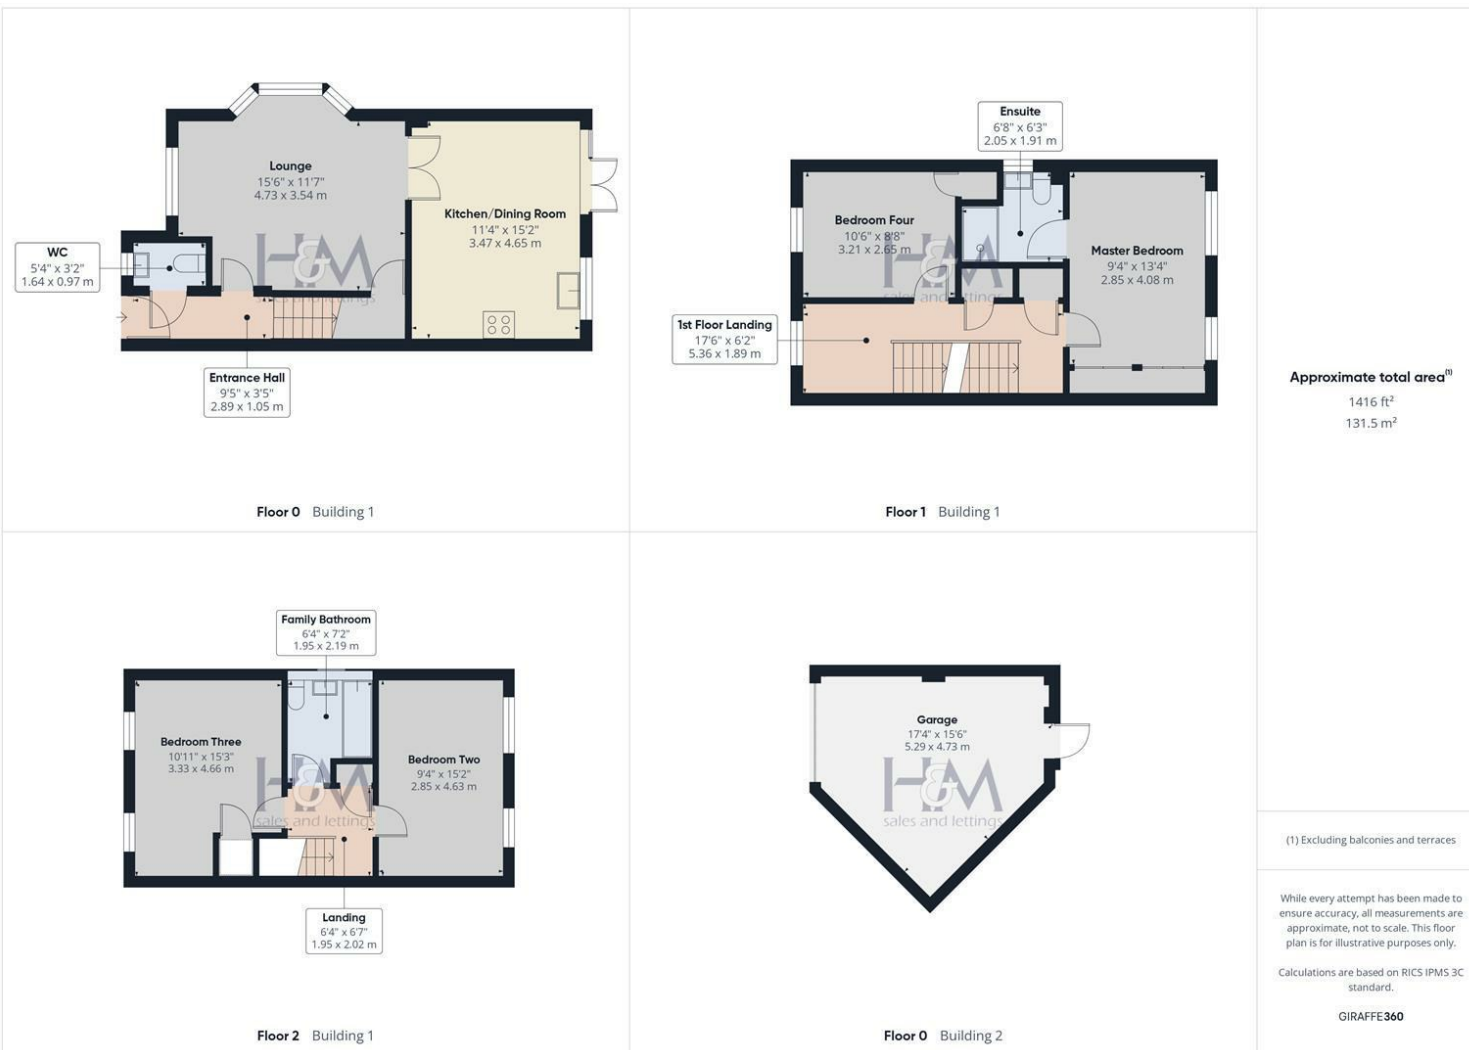 Lounge
15'6" x 11'7"
4.73 x 3.54 m
Kitchen/Dining Room
11'4" x 15'2"
3.47 x 4.65 m
WC
5'4" x 3'2"
1.64 x 0.97 m
H&M
sales and lettings
Entrance Hall
9'5" x 3'5"
2.89 x 1.05 m
Floor 0 Building 1
Ensuite
6'8" x 6'3"
2.05 x 1.91 m
Bedroom Four
10'6" x 8'8"
3.21 x 2.65 m
Master Bedroom
9'4" x 13'4"
2.85 x 4.08 m
H&M
sales and lettings
1st Floor Landing
17'6" x 6'2"
5.36 x 1.89 m
Floor 1 Building 1
Approximate total area(1)
1416 ft²
131.5 m²
Family Bathroom
6'4" x 7'2"
1.95 x 2.19 m
Bedroom Three
10'11" x 15'3"
3.33 x 4.66 m
Bedroom Two
9'4" x 15'2"
2.85 x 4.63 m
H&M
sales and lettings
Landing
6'4" x 6'7"
1.95 x 2.02 m
Floor 2 Building 1
Garage
17'4" x 15'6"
5.29 x 4.73 m
H&M
sales and lettings
Floor 0 Building 2
(1) Excluding balconies and terraces
While every attempt has been made to
ensure accuracy, all measurements are
approximate, not to scale. This floor
plan is for illustrative purposes only.
Calculations are based on RICS IPMS 3C
standard.
GIRAFFE360